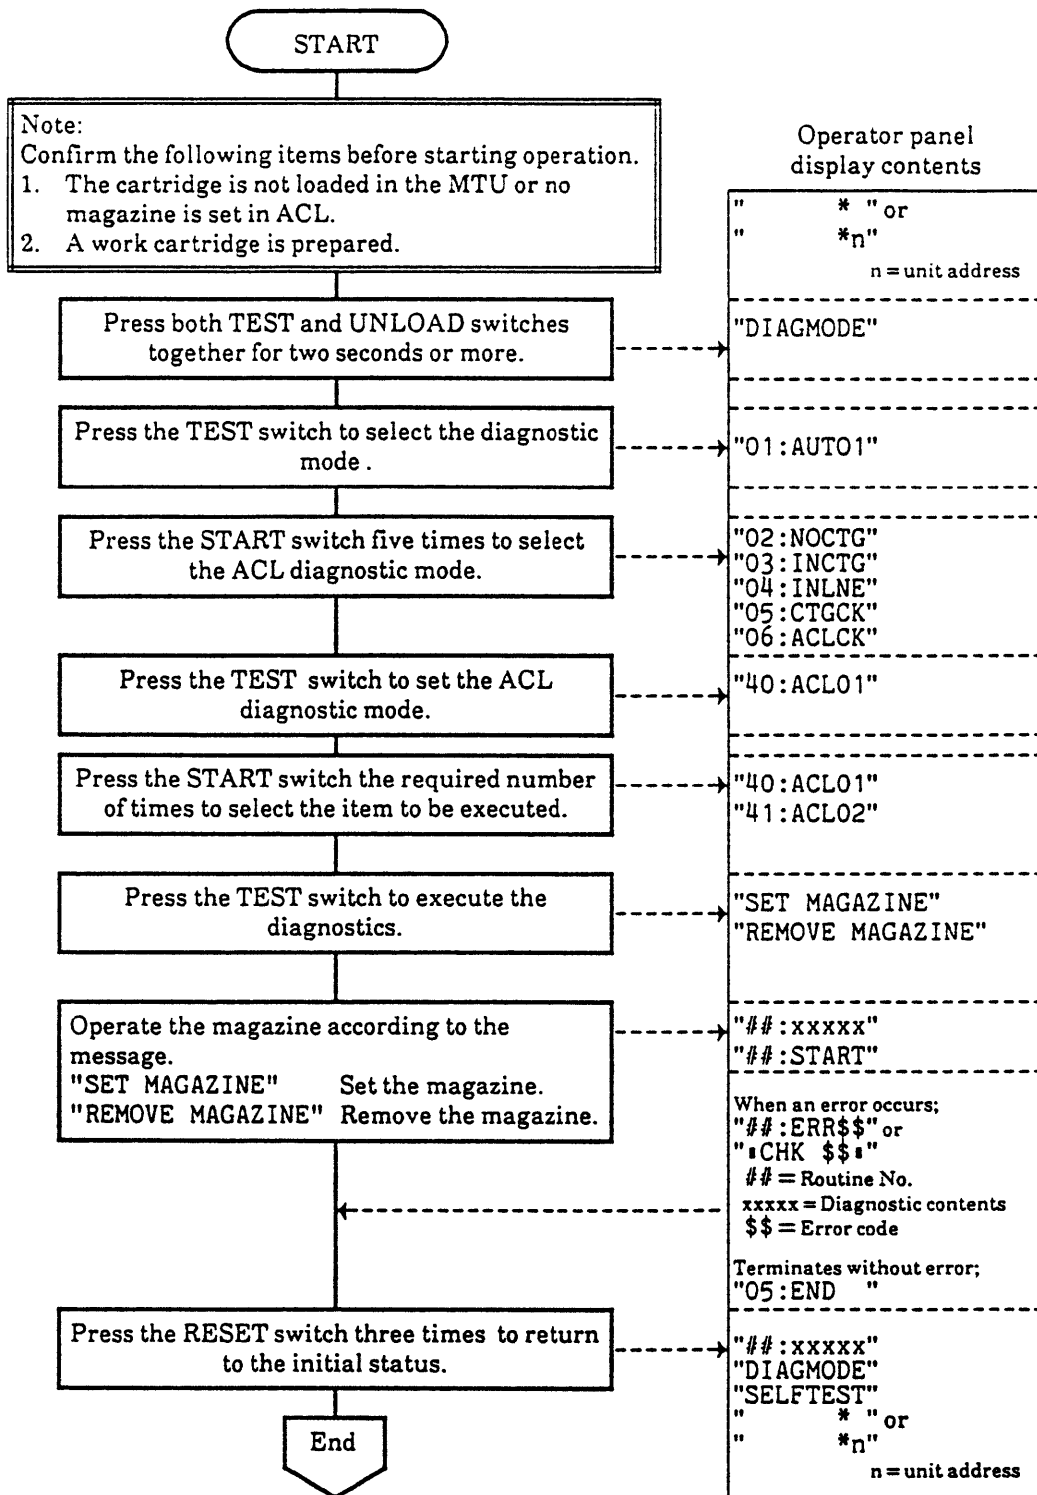 START
Note:
Confirm the following items before starting operation.
1. The cartridge is not loaded in the MTU or no
magazine is set in ACL.
2. A work cartridge is prepared.
Operator panel
display contents
"        * " or
"        *n"
n = unit address
Press both TEST and UNLOAD switches
together for two seconds or more.
"DIAGMODE"
Press the TEST switch to select the diagnostic
mode .
"01:AUTO1"
Press the START switch five times to select
the ACL diagnostic mode.
"02:NOCTG"
"03:INCTG"
"04:INLNE"
"05:CTGCK"
"06:ACLCK"
Press the TEST switch to set the ACL
diagnostic mode.
"40:ACL01"
Press the START switch the required number
of times to select the item to be executed.
"40:ACL01"
"41:ACL02"
Press the TEST switch to execute the
diagnostics.
"SET MAGAZINE"
"REMOVE MAGAZINE"
Operate the magazine according to the
message.
"SET MAGAZINE" Set the magazine.
"REMOVE MAGAZINE" Remove the magazine.
"##:xxxxx"
"##:START"
When an error occurs;
"##:ERR$$" or
"▪CHK $$▪"
## = Routine No.
xxxxx = Diagnostic contents
$$ = Error code
Terminates without error;
"05:END  "
Press the RESET switch three times to return
to the initial status.
"##:xxxxx"
"DIAGMODE"
"SELFTEST"
"        * " or
"        *n"
n = unit address
End